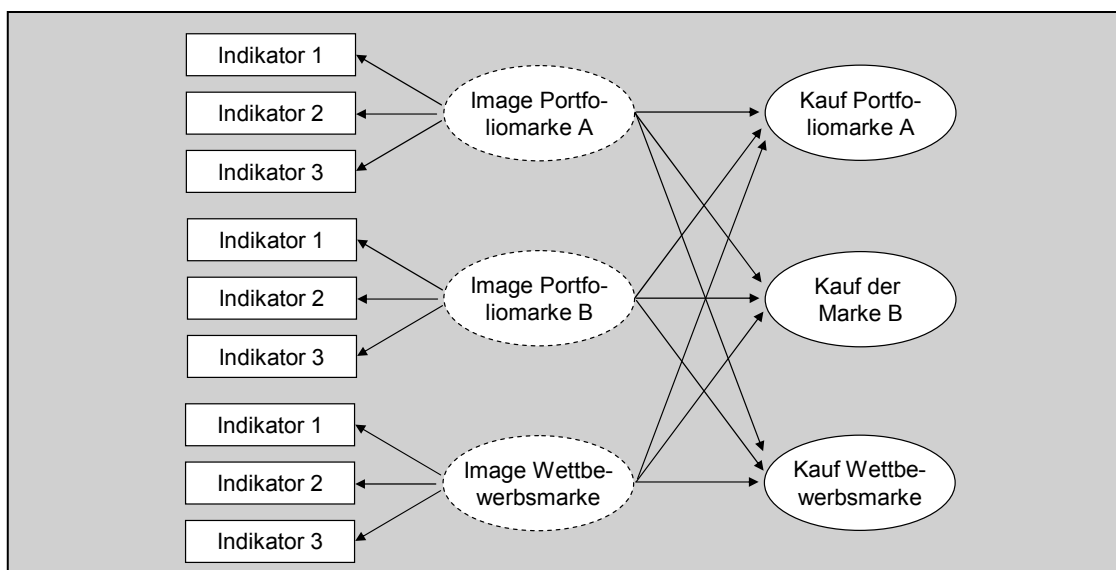 Indikator 1
Indikator 2
Indikator 3
Image Portfo-
liomarke A
Kauf Portfo-
liomarke A
Indikator 1
Indikator 2
Indikator 3
Image Portfo-
liomarke B
Kauf der
Marke B
Indikator 1
Indikator 2
Indikator 3
Image Wettbe-
werbsmarke
Kauf Wettbe-
werbsmarke